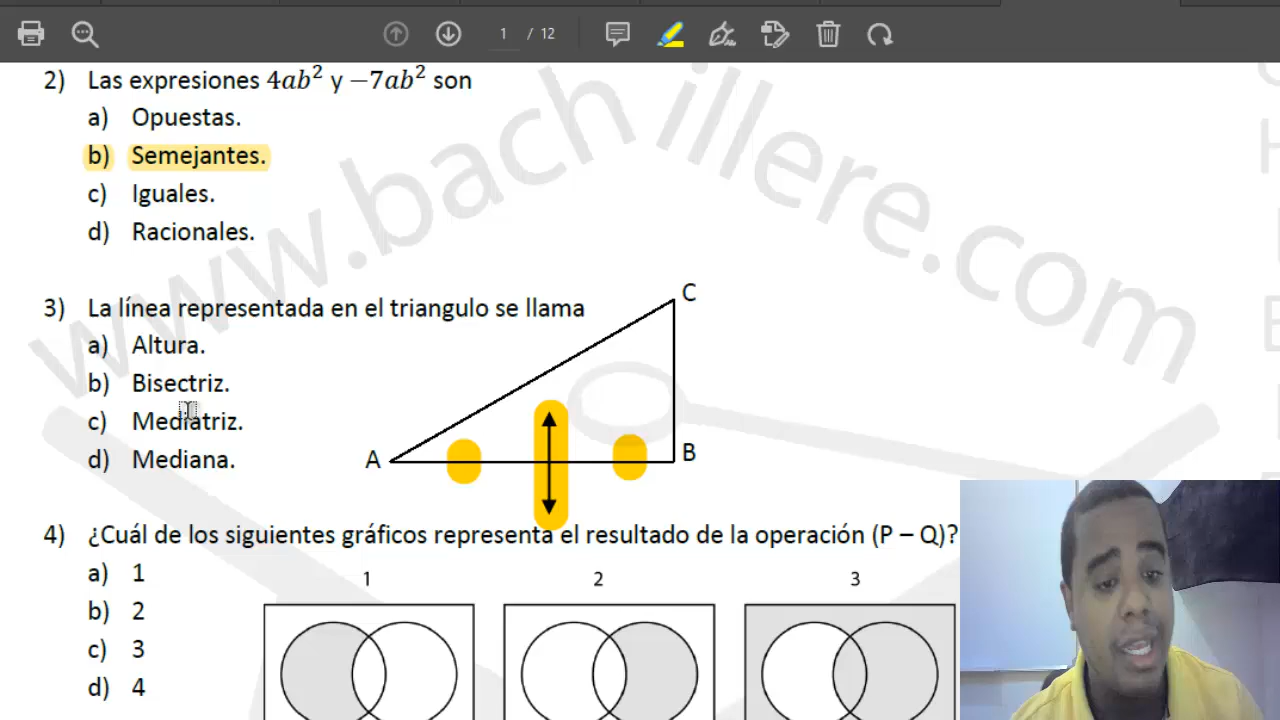 1 / 12
2) Las expresiones 4ab² y −7ab² son
a) Opuestas.
b) Semejantes.
c) Iguales.
d) Racionales.
www.bachillere.com
3) La línea representada en el triangulo se llama
a) Altura.
b) Bisectriz.
c) Mediatriz.
d) Mediana.
C
A
B
4) ¿Cuál de los siguientes gráficos representa el resultado de la operación (P – Q)?
a) 1
b) 2
c) 3
d) 4
1 2 3